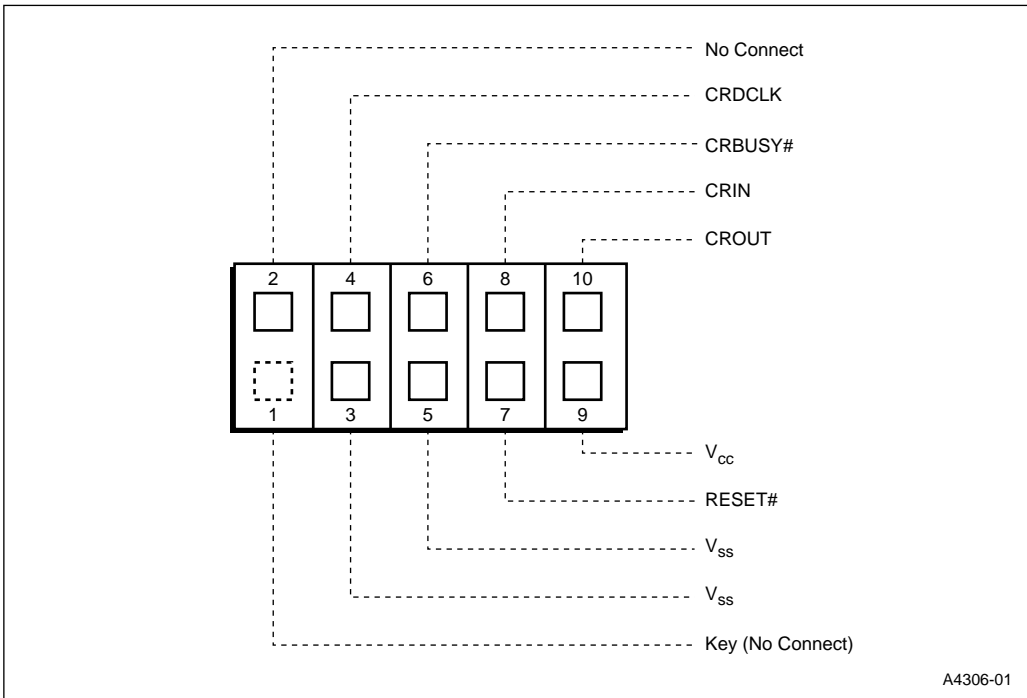 No Connect
CRDCLK
CRBUSY#
CRIN
CROUT
2 4 6 8 10
1 3 5 7 9
Vcc
RESET#
Vss
Vss
Key (No Connect)
A4306-01